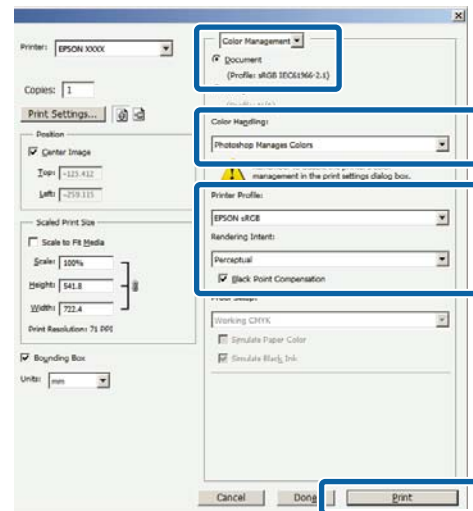 Printer: EPSON XXXX
Copies: 1
Print Settings...
Position
Center Image
Top: -125.412
Left: -259.115
Scaled Print Size
Scale to Fit Media
Scale: 100%
Height: 541.8
Width: 722.4
Print Resolution: 71 PPI
Bounding Box
Units: mm
Color Management
Document
(Profile: sRGB IEC61966-2.1)
Color Handling:
Photoshop Manages Colors
management in the print settings dialog box.
Printer Profile:
EPSON sRGB
Rendering Intent:
Perceptual
Black Point Compensation
Proof Setup:
Working CMYK
Simulate Paper Color
Simulate Black Ink
Cancel
Done
Print